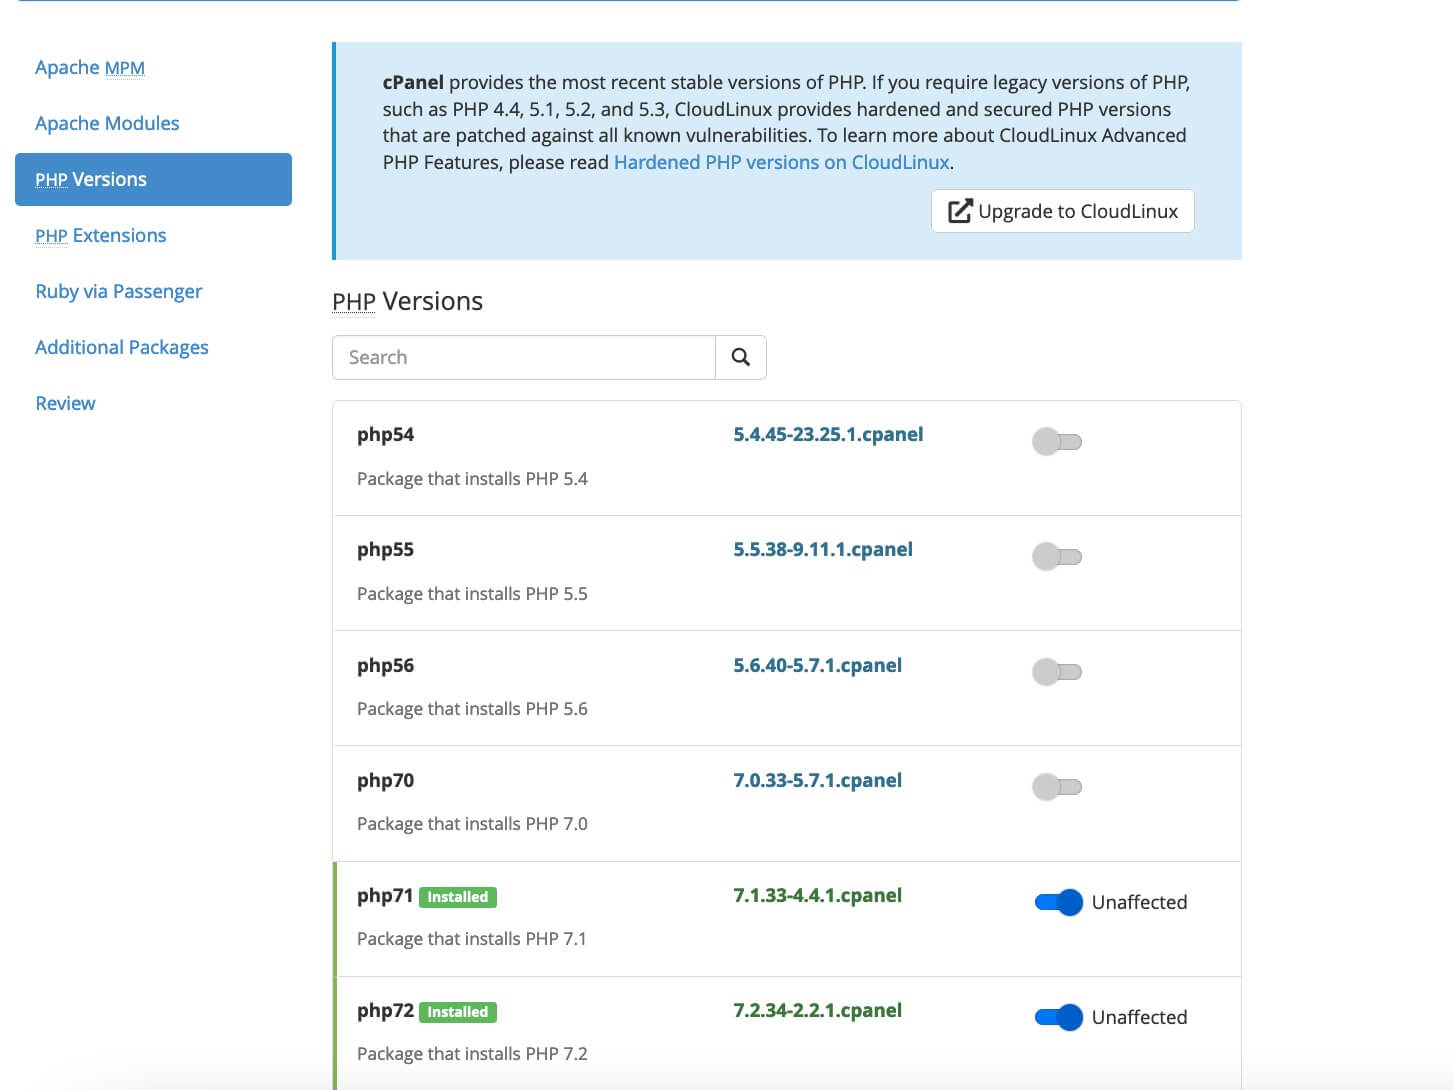 Apache MPM
Apache Modules
PHP Versions
PHP Extensions
Ruby via Passenger
Additional Packages
Review
cPanel provides the most recent stable versions of PHP. If you require legacy versions of PHP,
such as PHP 4.4, 5.1, 5.2, and 5.3, CloudLinux provides hardened and secured PHP versions
that are patched against all known vulnerabilities. To learn more about CloudLinux Advanced
PHP Features, please read Hardened PHP versions on CloudLinux.
Upgrade to CloudLinux
PHP Versions
Search
php54 5.4.45-23.25.1.cpanel
Package that installs PHP 5.4
php55 5.5.38-9.11.1.cpanel
Package that installs PHP 5.5
php56 5.6.40-5.7.1.cpanel
Package that installs PHP 5.6
php70 7.0.33-5.7.1.cpanel
Package that installs PHP 7.0
php71 Installed 7.1.33-4.4.1.cpanel Unaffected
Package that installs PHP 7.1
php72 Installed 7.2.34-2.2.1.cpanel Unaffected
Package that installs PHP 7.2